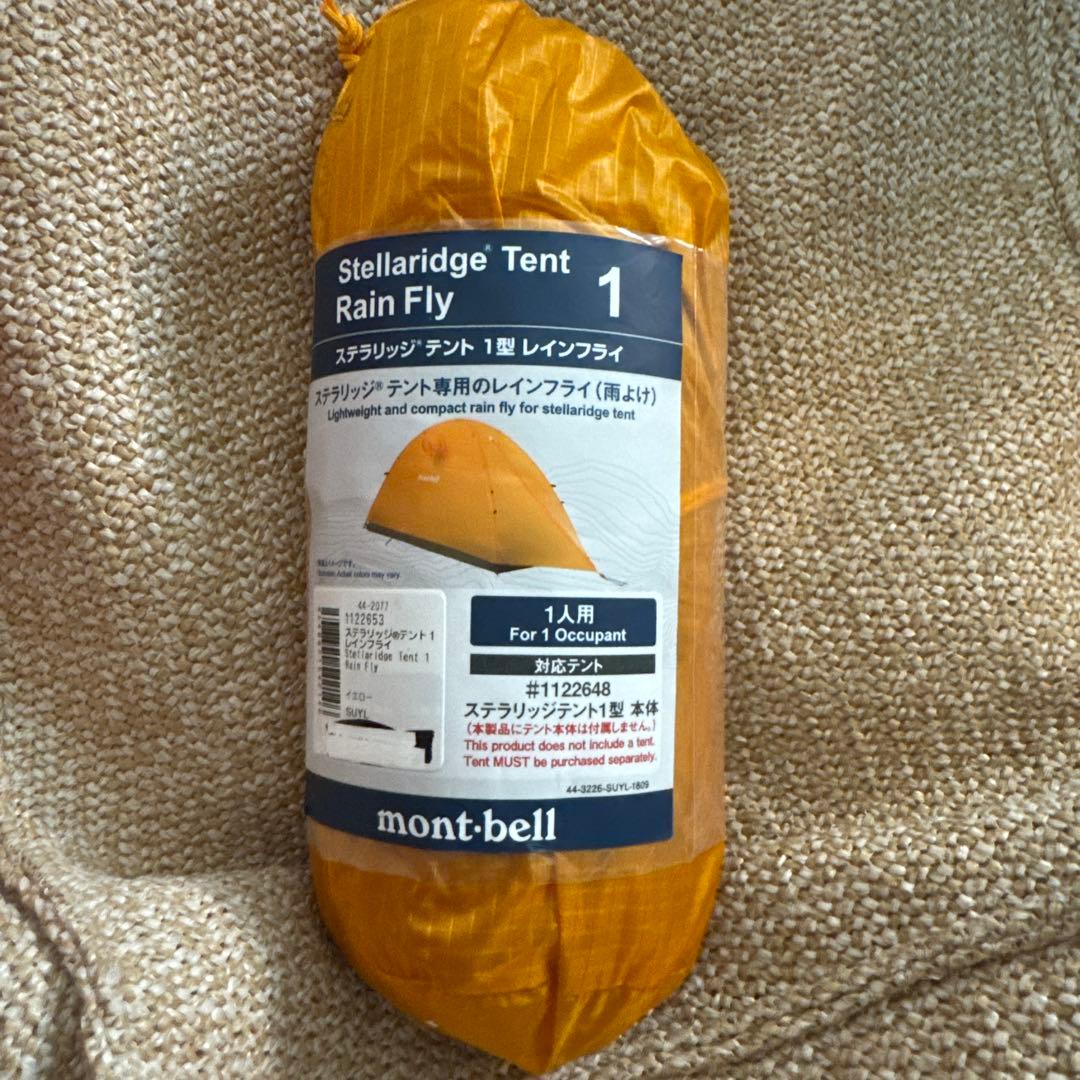 Stellaridge® Tent
Rain Fly
1
ステラリッジ® テント 1型 レインフライ
ステラリッジ® テント専用のレインフライ（雨よけ）
Lightweight and compact rain fly for stellaridge tent
Actual colors may vary.
44-2077
1122653
ステラリッジ®テント1
レインフライ
Stellaridge Tent 1
Rain Fly
イエロー
SUYL
1人用
For 1 Occupant
対応テント
#1122648
ステラリッジテント1型 本体
（本製品にテント本体は付属しません。）
This product does not include a tent.
Tent MUST be purchased separately.
44-3226-SUYL-1809
mont·bell